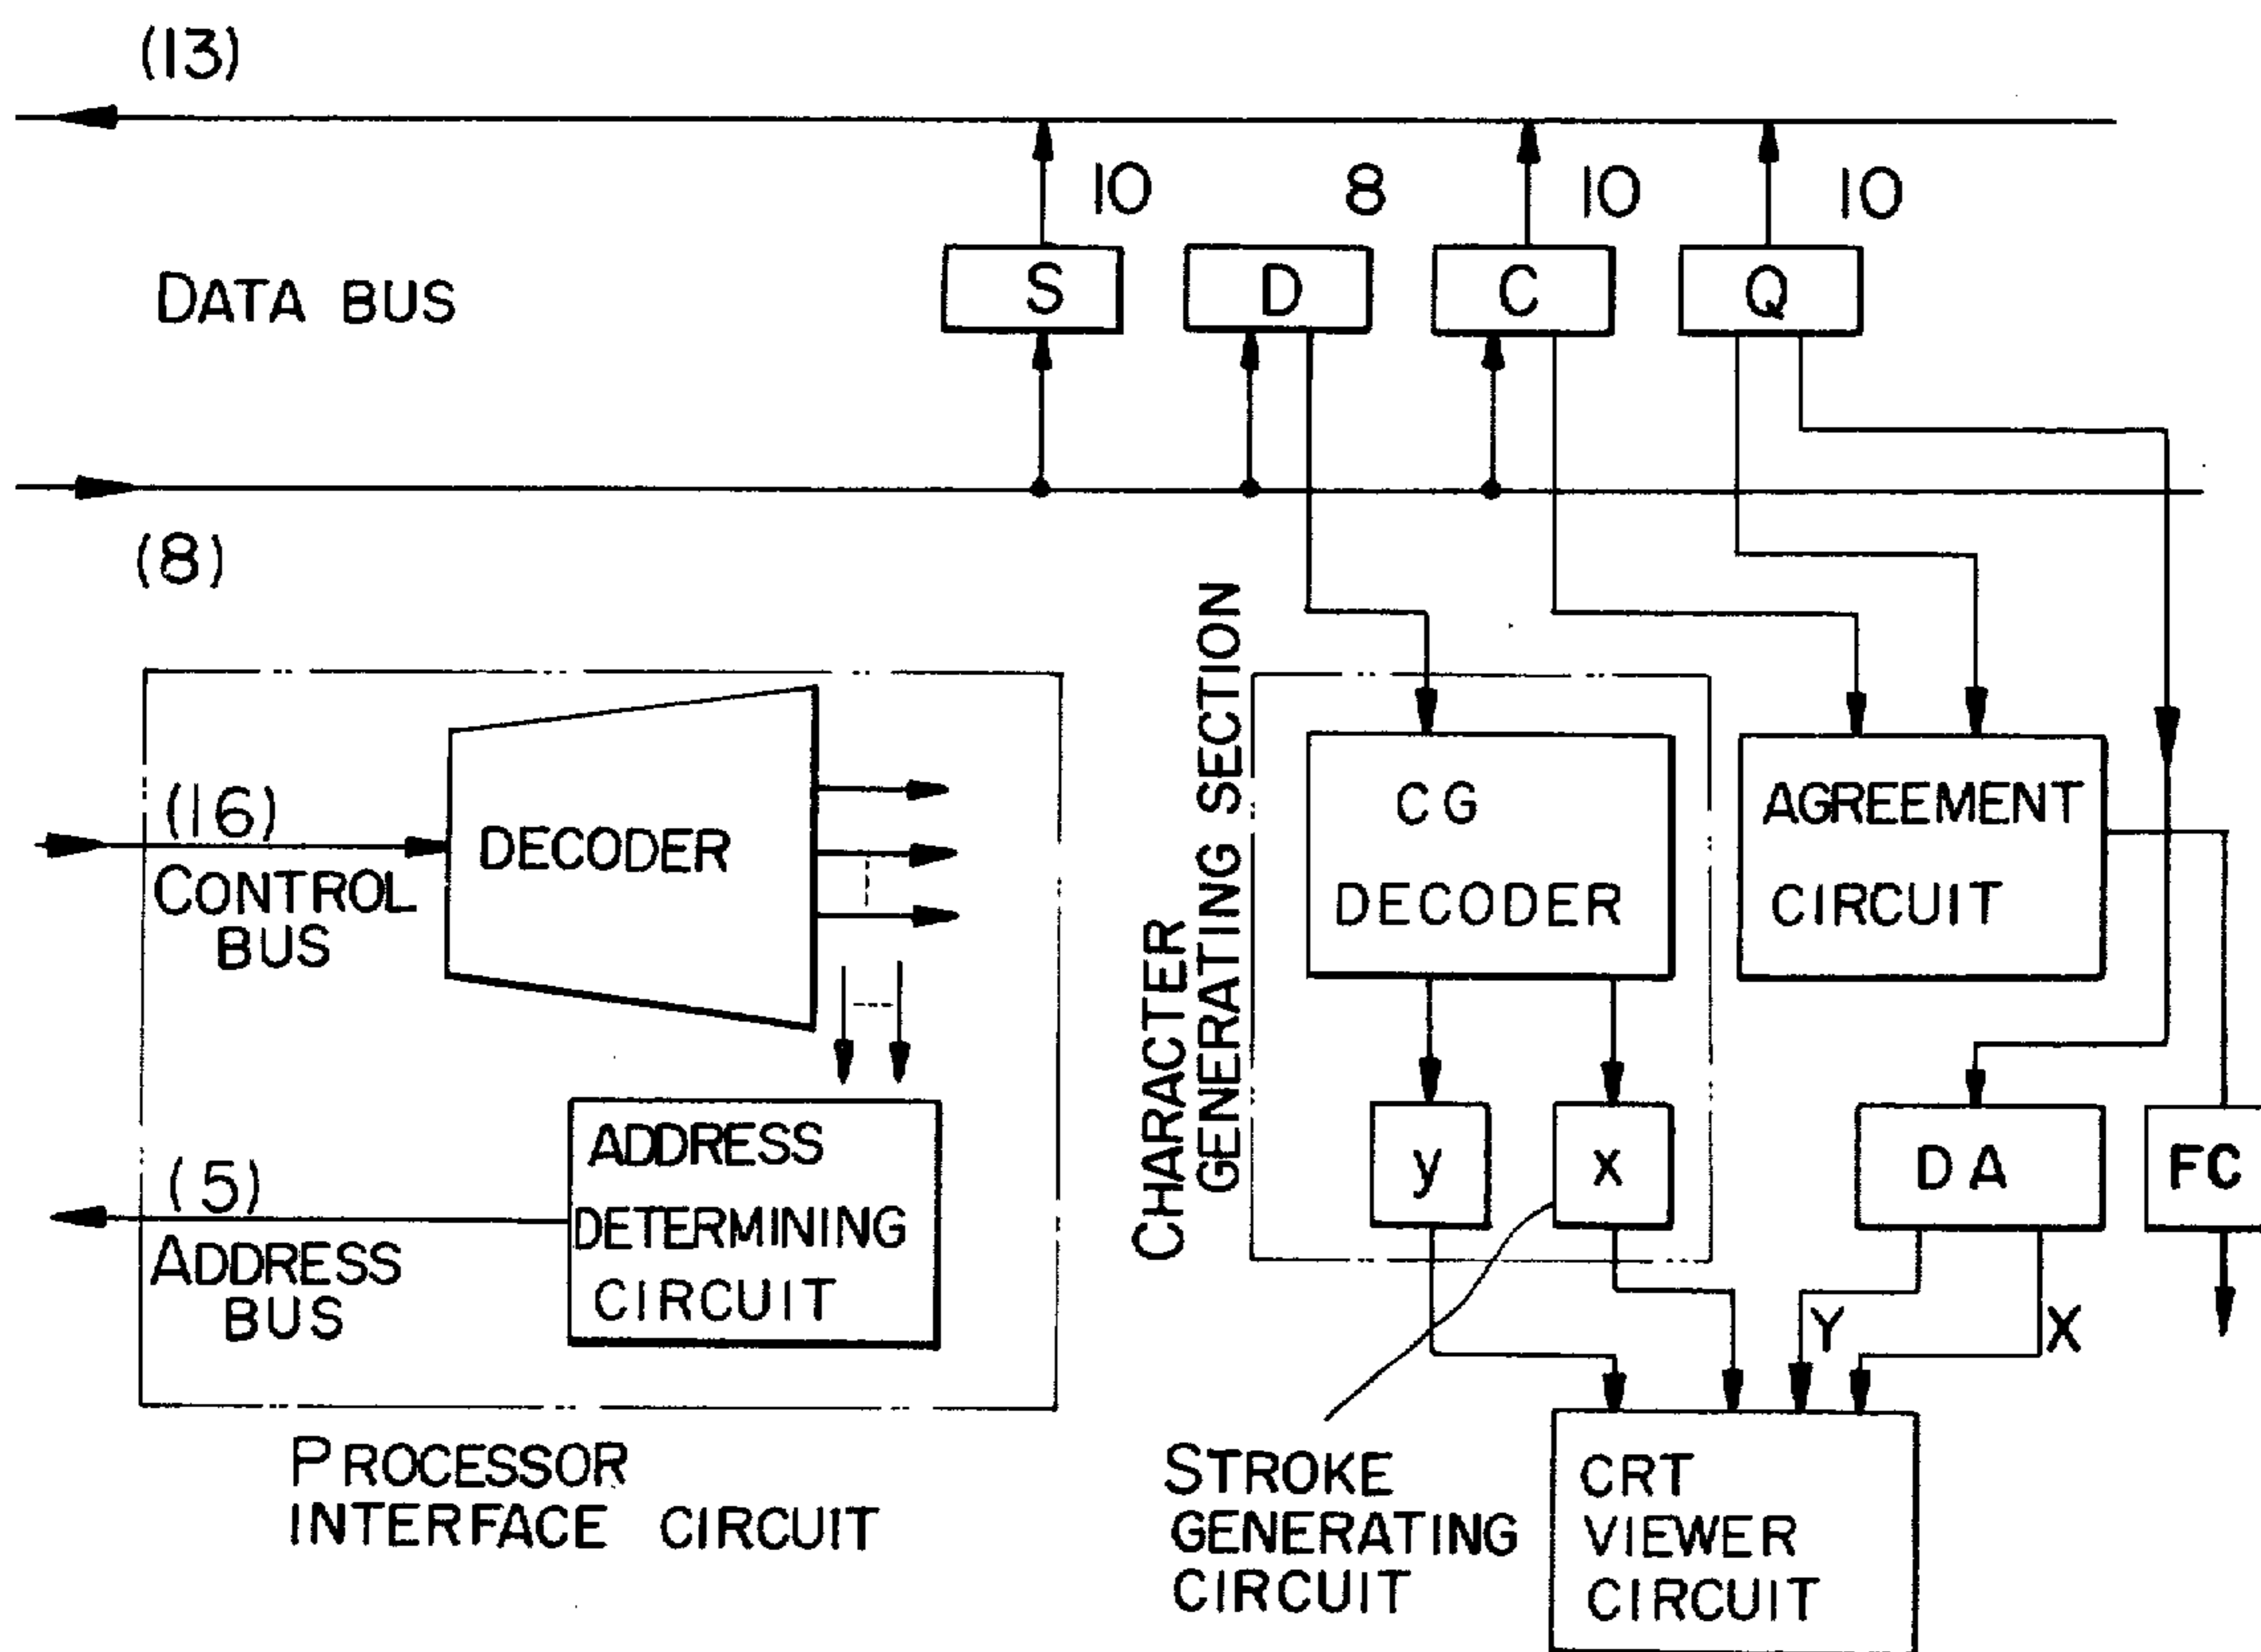 (13)
10
8
10
10
S
D
C
Q
DATA BUS
(8)
CHARACTER
GENERATING SECTION
(16)
CONTROL
BUS
DECODER
CG
DECODER
AGREEMENT
CIRCUIT
(5)
ADDRESS
BUS
ADDRESS
DETERMINING
CIRCUIT
y
x
DA
FC
Y
X
PROCESSOR
INTERFACE CIRCUIT
STROKE
GENERATING
CIRCUIT
CRT
VIEWER
CIRCUIT